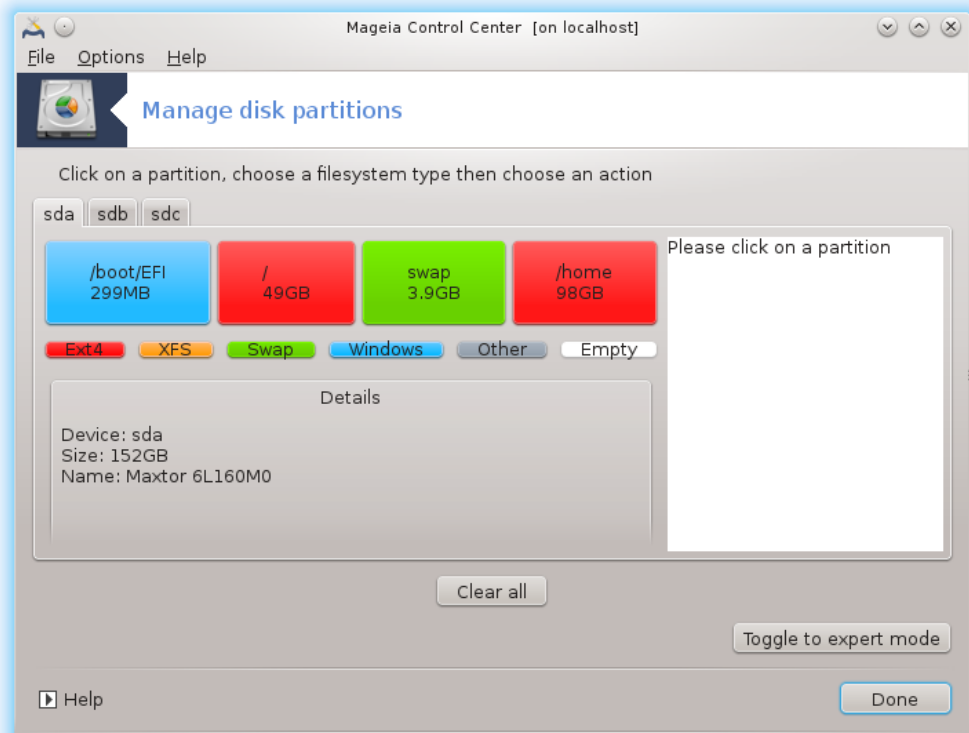 Mageia Control Center [on localhost]
File Options Help
Manage disk partitions
Click on a partition, choose a filesystem type then choose an action
sda sdb sdc
/boot/EFI
299MB
/
49GB
swap
3.9GB
/home
98GB
Please click on a partition
Ext4 XFS Swap Windows Other Empty
Details
Device: sda
Size: 152GB
Name: Maxtor 6L160M0
Clear all
Toggle to expert mode
Help
Done